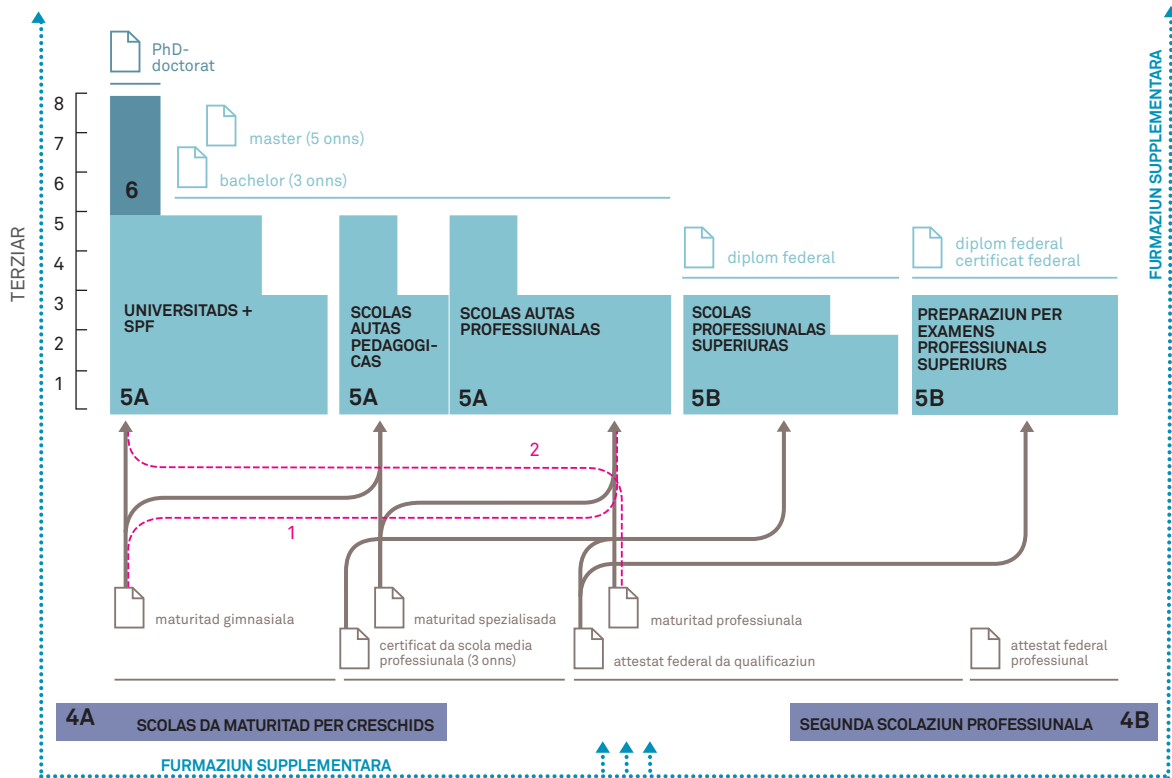 PhD-
doctorat
FURMAZIUN SUPPLEMENTARA
8
7
6
5
4
3
2
1
TERZIAR
master (5 onns)
bachelor (3 onns)
6
diplom federal
diplom federal
certificat federal
UNIVERSITADS +
SPF
5A
SCOLAS
AUTAS
PEDAGOGI-
CAS
5A
SCOLAS AUTAS
PROFESSIUNALAS
5A
SCOLAS
PROFESSIUNALAS
SUPERIURAS
5B
PREPARAZIUN PER
EXAMENS
PROFESSIUNALS
SUPERIURS
5B
2
1
maturitad gimnasiala
maturitad spezialisada
maturitad professiunala
certificat da scola media
professiunala (3 onns)
attestat federal da qualificaziun
attestat federal
professiunal
4A SCOLAS DA MATURITAD PER CRESCHIDS
SEGUNDA SCOLAZIUN PROFESSIUNALA 4B
FURMAZIUN SUPPLEMENTARA